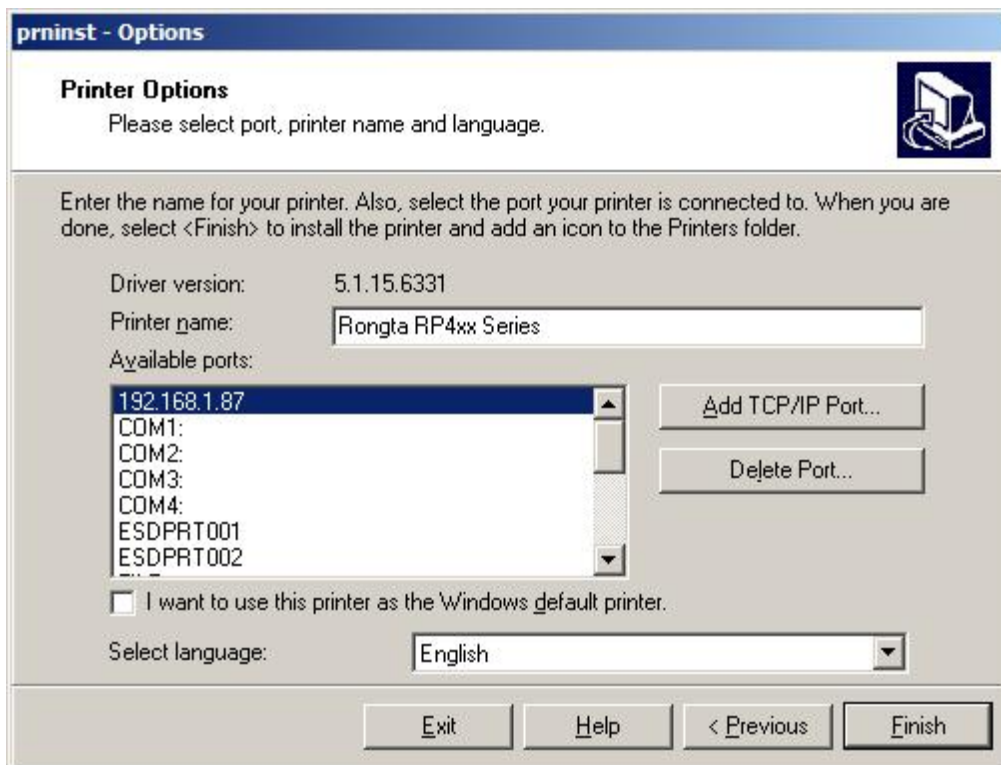 prninst - Options
Printer Options
Please select port, printer name and language.
Enter the name for your printer. Also, select the port your printer is connected to. When you are
done, select <Finish> to install the printer and add an icon to the Printers folder.
Driver version: 5.1.15.6331
Printer name: Rongta RP4xx Series
Available ports:
192.168.1.87
COM1:
COM2:
COM3:
COM4:
ESDPRT001
ESDPRT002
Add TCP/IP Port...
Delete Port...
I want to use this printer as the Windows default printer.
Select language: English
Exit Help < Previous Finish